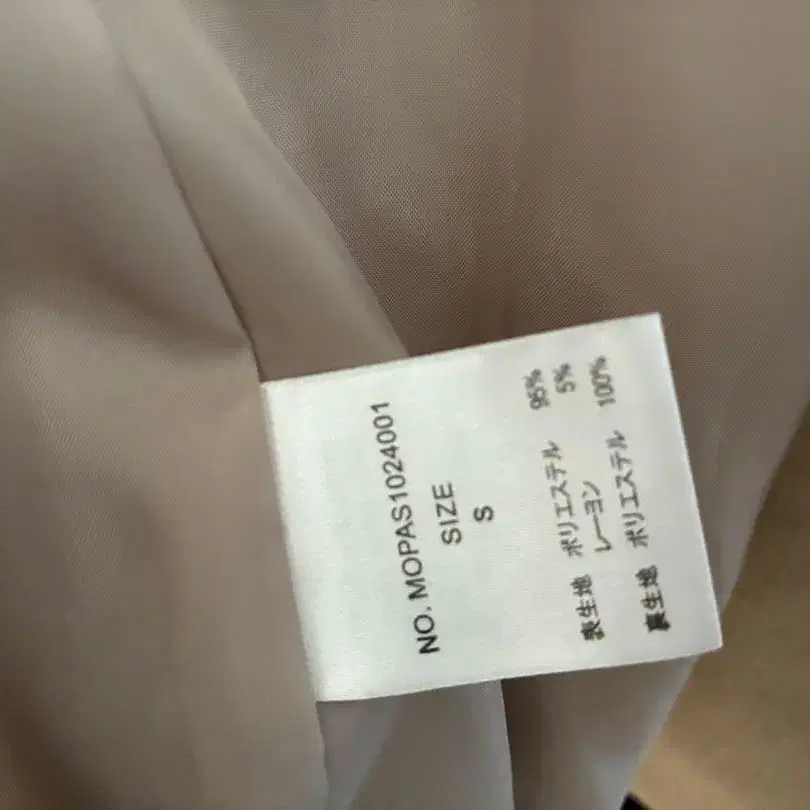 NO. MOPAS1024001
SIZE
S
表生地 ポリエステル 95%
レーヨン 5%
裏生地 ポリエステル 100%